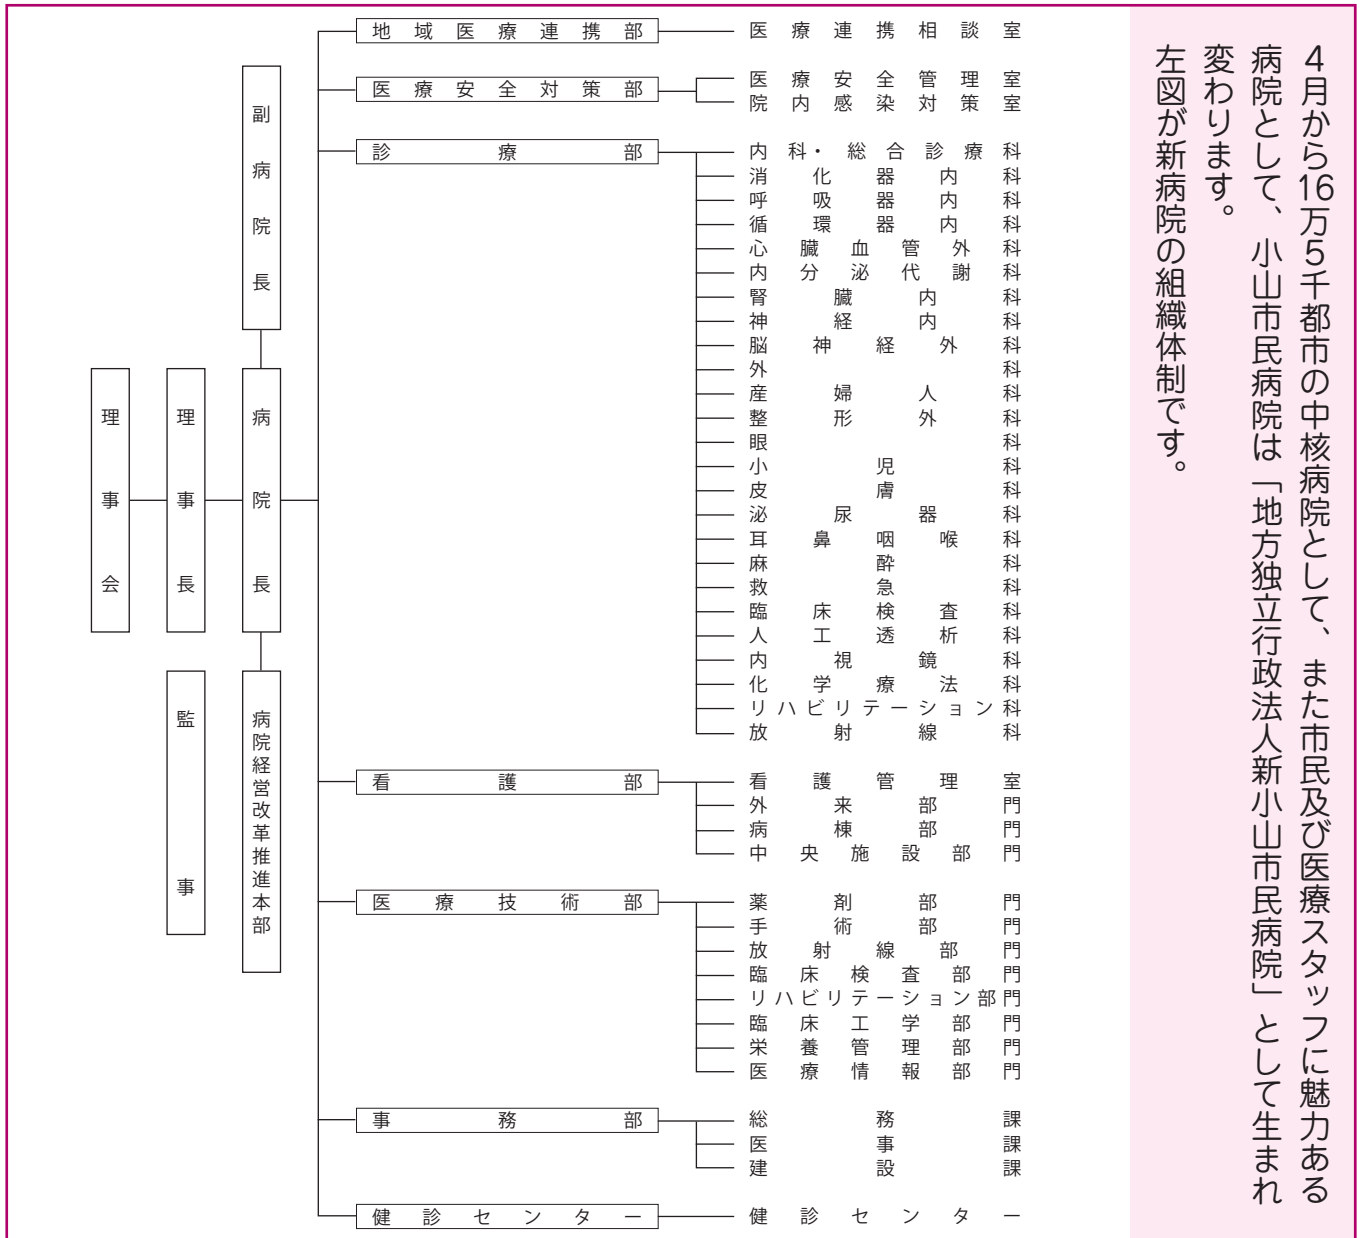 4月から16万5千都市の中核病院として、また市民及び医療スタッフに魅力ある
病院として、小山市民病院は「地方独立行政法人新小山市民病院」として生まれ
変わります。
左図が新病院の組織体制です。
理事会
理事長
監事
副病院長
病院長
病院経営改革推進本部
地域医療連携部
医療連携相談室
医療安全対策部
医療安全管理室
院内感染対策室
診療部
内科・総合診療科
消化器内科
呼吸器内科
循環器内科
心臓血管外科
内分泌代謝科
腎臓内科
神経内科
脳神経外科
外科
産婦人科
整形外科
眼科
小児科
皮膚科
泌尿器科
耳鼻咽喉科
麻酔科
救急科
臨床検査科
人工透析科
内視鏡科
化学療法科
リハビリテーション科
放射線科
看護部
看護管理室
外来部門
病棟部門
中央施設部門
医療技術部
薬剤部門
手術部門
放射線部門
臨床検査部門
リハビリテーション部門
臨床工学部門
栄養管理部門
医療情報部門
事務部
総務課
医事課
建設課
健診センター
健診センター